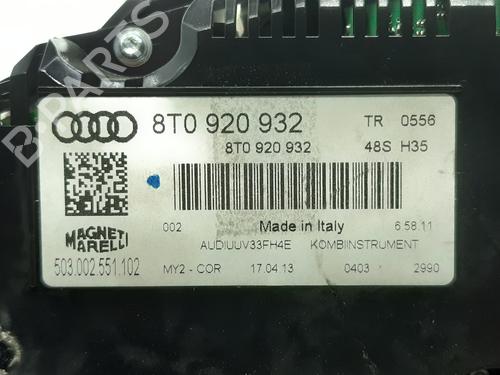 B-PARTS
8T0 920 932
TR 0556
8T0 920 932
48S H35
002
Made in Italy
6.58.11
AUDIUUV33FH4E KOMBIINSTRUMENT
MAGNETI
MARELLI
503.002.551.102
MY2 - COR 17.04.13 0403 2990